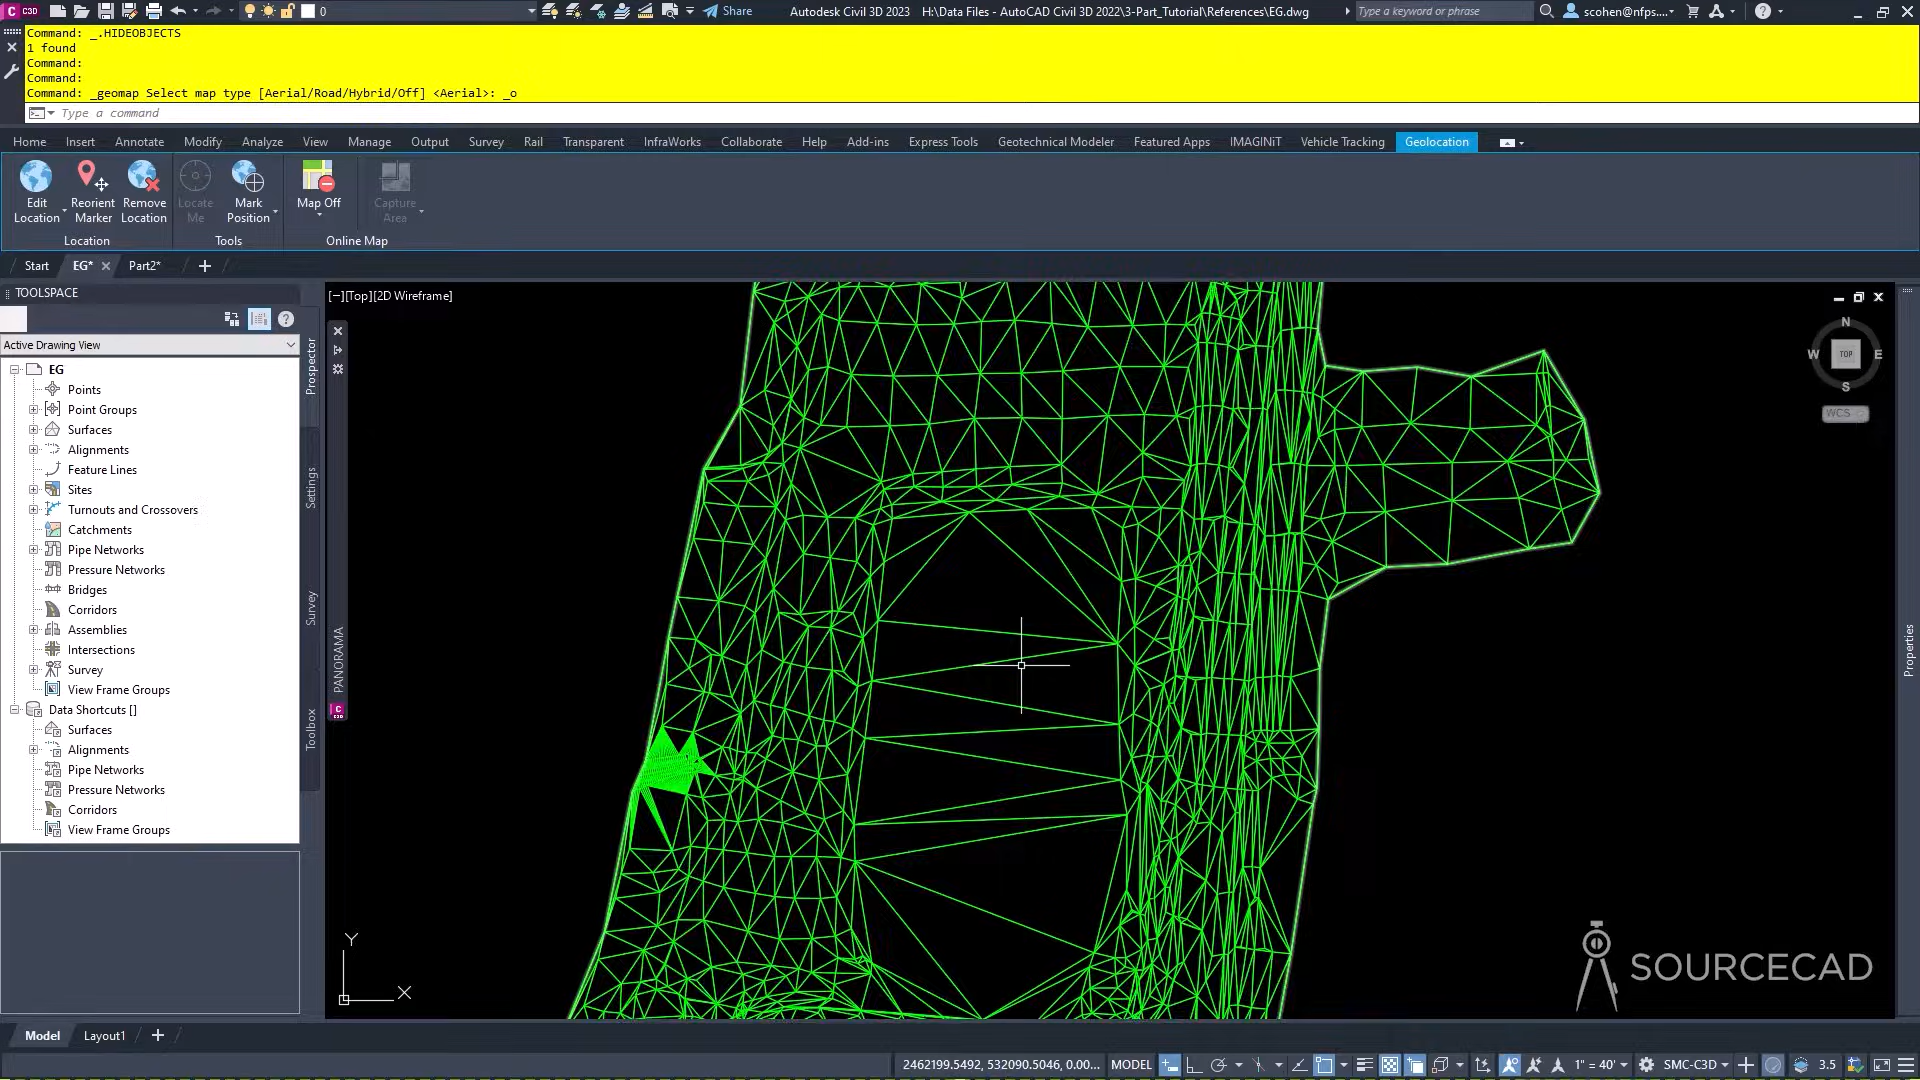 C3D
0
Share
Autodesk Civil 3D 2023 H:\Data Files - AutoCAD Civil 3D 2022\3-Part_Tutorial\References\EG.dwg
Type a keyword or phrase
scohen@nfps....
Command: _.HIDEOBJECTS
1 found
Command:
Command:
Command: _geomap Select map type [Aerial/Road/Hybrid/Off] <Aerial>: _o
Type a command
Home Insert Annotate Modify Analyze View Manage Output Survey Rail Transparent InfraWorks Collaborate Help Add-ins Express Tools Geotechnical Modeler Featured Apps IMAGINiT Vehicle Tracking Geolocation
Edit Location
Reorient Marker
Remove Location
Locate Me
Mark Position
Map Off
Capture Area
Location
Tools
Online Map
Start
EG*
Part2*
TOOLSPACE
Active Drawing View
EG
Points
Point Groups
Surfaces
Alignments
Feature Lines
Sites
Turnouts and Crossovers
Catchments
Pipe Networks
Pressure Networks
Bridges
Corridors
Assemblies
Intersections
Survey
View Frame Groups
Data Shortcuts []
Surfaces
Alignments
Pipe Networks
Pressure Networks
Corridors
View Frame Groups
Prospector
Settings
Survey
Toolbox
PANORAMA
[−][Top][2D Wireframe]
N
W
TOP
E
S
WCS
Properties
Y
X
SOURCECAD
Model
Layout1
2462199.5492, 532090.5046, 0.00...
MODEL
1" = 40'
SMC-C3D
3.5